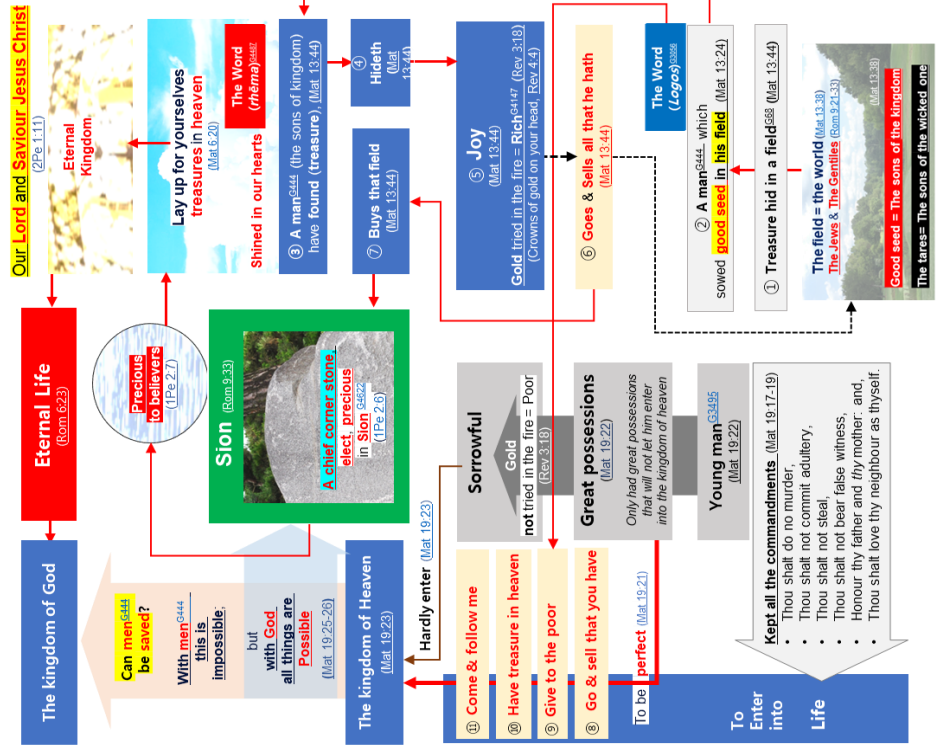 The kingdom of God
Eternal Life
(Rom 6:23)
Our Lord and Saviour Jesus Christ
(2Pe 1:11)
Eternal
Kingdom
Can menG444
be saved?
With menG444
this is
impossible;
but
with God
all things are
Possible
(Mat 19:25-26)
Precious
to believers
(1Pe 2:7)
Lay up for yourselves
treasures in heaven
(Mat 6:20)
The Word
(rhēma)G4487
Shined in our hearts
Sion (Rom 9:33)
A chief corner stone,
elect, precious
in Sion G4622
(1Pe 2:6)
③ A manG444 (the sons of kingdom)
have found (treasure), (Mat 13:44)
④
Hideth
(Mat
13:44)
⑦ Buys that field
(Mat 13:44)
The kingdom of Heaven
(Mat 19:23)
Hardly enter (Mat 19:23)
⑪ Come & follow me
⑩ Have treasure in heaven
⑨ Give to the poor
⑧ Go & sell that you have
To be perfect (Mat 19:21)
Sorrowful
Gold
not tried in the fire = Poor
(Rev 3:18)
Great possessions
(Mat 19:22)
Only had great possessions
that will not let him enter
into the kingdom of heaven
Young manG3495
(Mat 19:22)
⑤ Joy
(Mat 13:44)
Gold tried in the fire = RichG4147 (Rev 3:18)
(Crowns of gold on your head, Rev 4:4)
⑥ Goes & Sells all that he hath
(Mat 13:44)
The Word
(Logos)G3056
② A manG444 which
sowed good seed in his field (Mat 13:24)
① Treasure hid in a fieldG68 (Mat 13:44)
The field = the world (Mat 13.38)
The Jews & The Gentiles (Rom 9:21-33)
(Mat 13:38)
Good seed = The sons of the kingdom
The tares= The sons of the wicked one
To
Enter
into
Life
Kept all the commandments (Mat 19:17-19)
• Thou shalt do no murder,
• Thou shalt not commit adultery,
• Thou shalt not steal,
• Thou shalt not bear false witness,
• Honour thy father and thy mother: and,
• Thou shalt love thy neighbour as thyself.